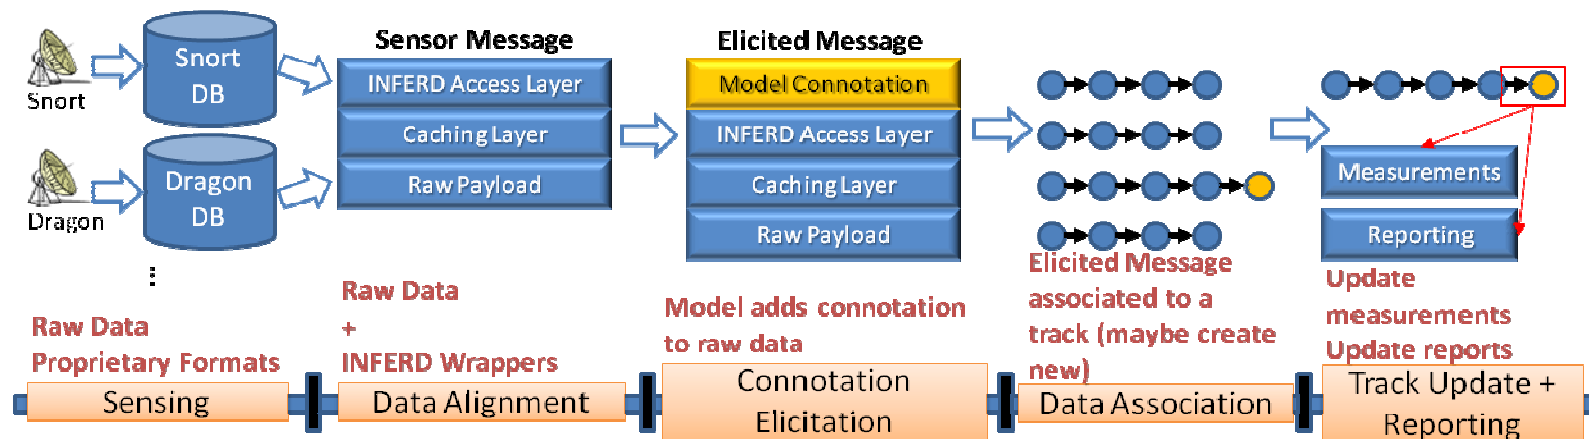 Snort
Snort
DB
Dragon
Dragon
DB
Raw Data
Proprietary Formats
Sensing
Sensor Message
INFERD Access Layer
Caching Layer
Raw Payload
Raw Data
+
INFERD Wrappers
Data Alignment
Elicited Message
Model Connotation
INFERD Access Layer
Caching Layer
Raw Payload
Model adds connotation
to raw data
Connotation
Elicitation
Elicited Message
associated to a
track (maybe create
new)
Data Association
Measurements
Reporting
Update
measurements
Update reports
Track Update +
Reporting